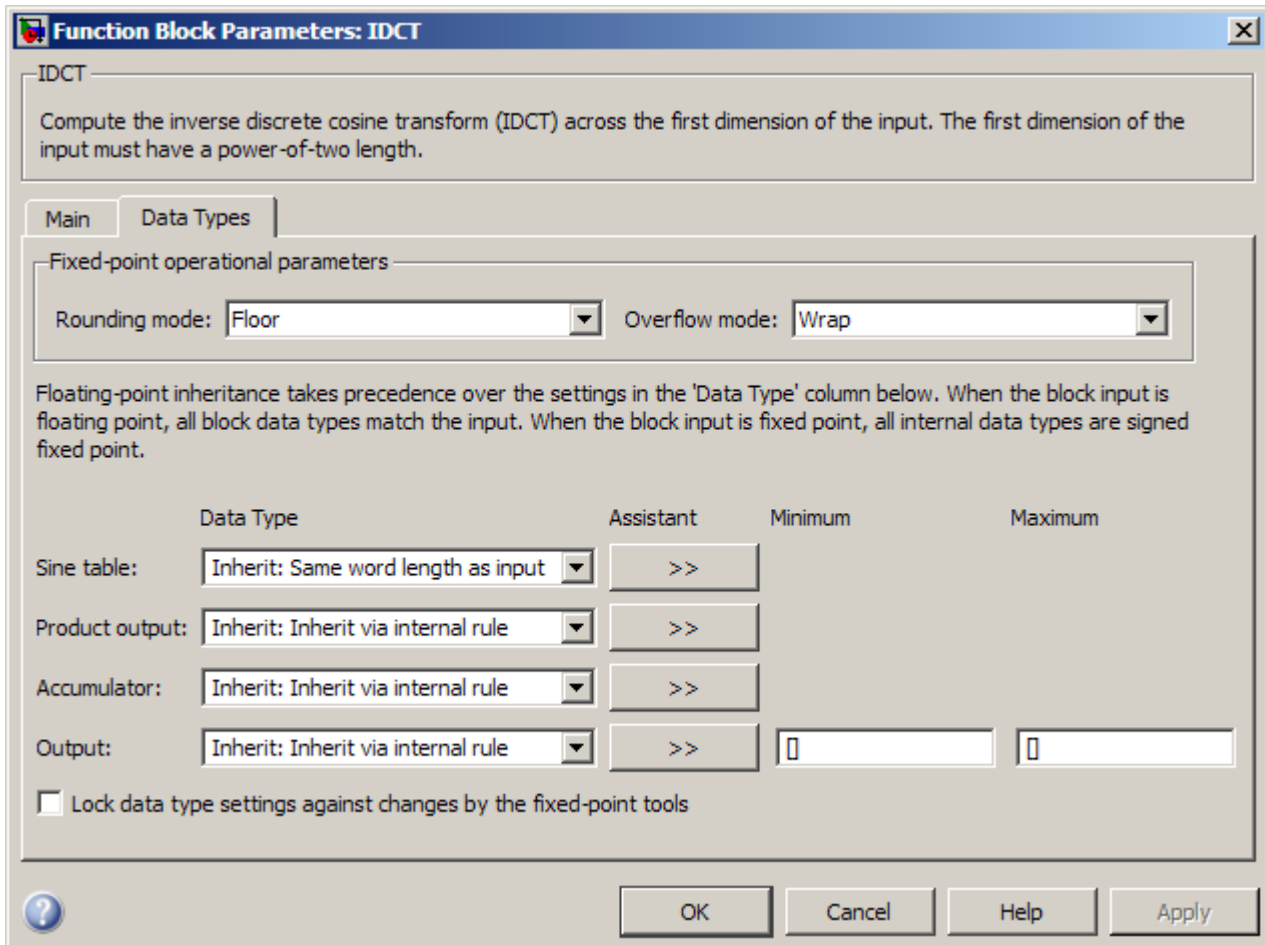 Function Block Parameters: IDCT
IDCT
Compute the inverse discrete cosine transform (IDCT) across the first dimension of the input. The first dimension of the
input must have a power-of-two length.
Main Data Types
Fixed-point operational parameters
Rounding mode: Floor Overflow mode: Wrap
Floating-point inheritance takes precedence over the settings in the 'Data Type' column below. When the block input is
floating point, all block data types match the input. When the block input is fixed point, all internal data types are signed
fixed point.
Data Type Assistant Minimum Maximum
Sine table: Inherit: Same word length as input >>
Product output: Inherit: Inherit via internal rule >>
Accumulator: Inherit: Inherit via internal rule >>
Output: Inherit: Inherit via internal rule >> [] []
Lock data type settings against changes by the fixed-point tools
? OK Cancel Help Apply